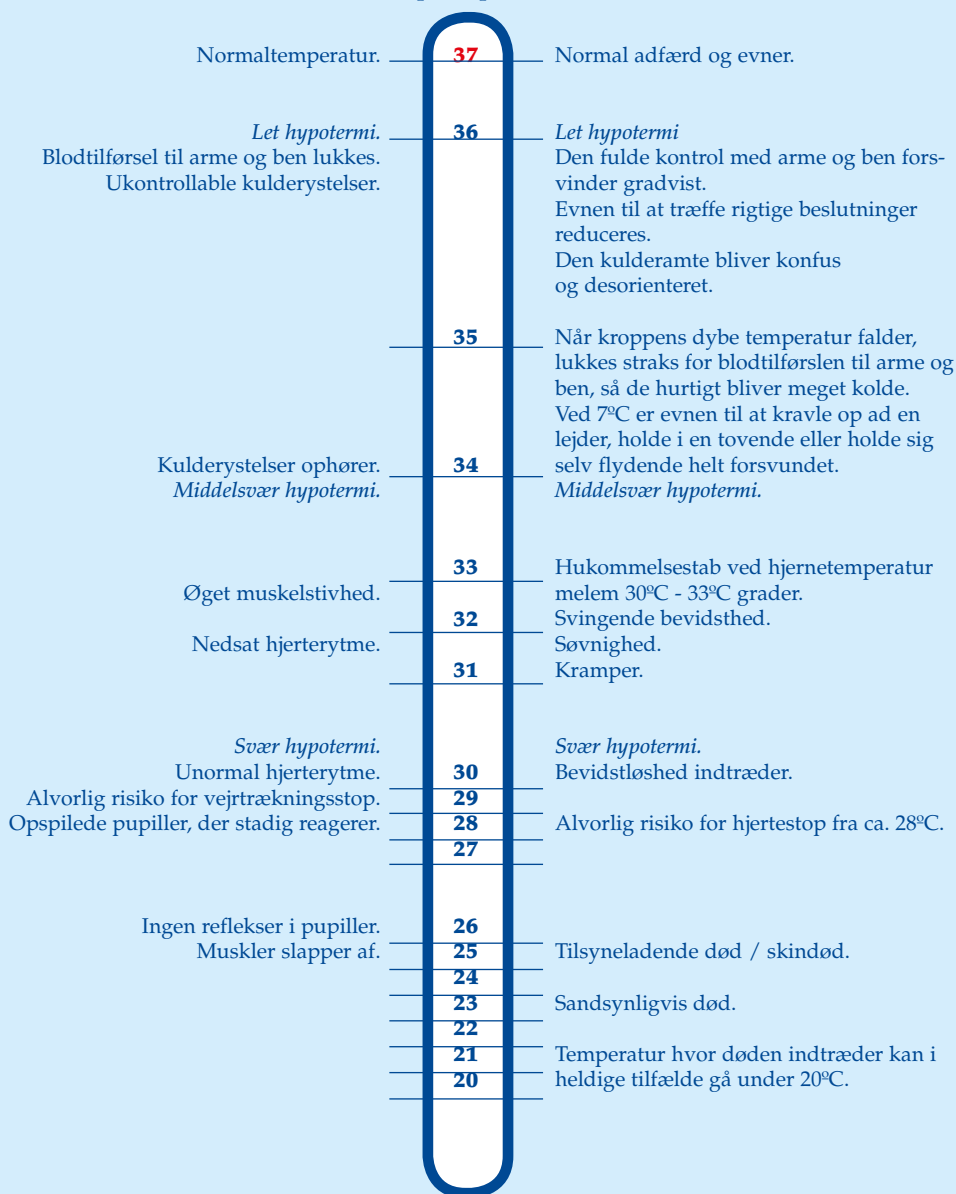 Normaltemperatur. 37 Normal adfærd og evner.
Let hypotermi. 36 Let hypotermi
Blodtilførsel til arme og ben lukkes. Den fulde kontrol med arme og ben fors-
Ukontrollable kulderystelser. vinder gradvist.
Evnen til at træffe rigtige beslutninger
reduceres.
Den kulderamte bliver konfus
og desorienteret.
35 Når kroppens dybe temperatur falder,
lukkes straks for blodtilførslen til arme og
ben, så de hurtigt bliver meget kolde.
Ved 7ºC er evnen til at kravle op ad en
lejder, holde i en tovende eller holde sig
Kulderystelser ophører. 34 selv flydende helt forsvundet.
Middelsvær hypotermi. Middelsvær hypotermi.
33 Hukommelsestab ved hjernetemperatur
Øget muskelstivhed. melem 30ºC - 33ºC grader.
32 Svingende bevidsthed.
Nedsat hjerterytme. Søvnighed.
31 Kramper.
Svær hypotermi. Svær hypotermi.
Unormal hjerterytme. 30 Bevidstløshed indtræder.
Alvorlig risiko for vejrtrækningsstop. 29
Opspilede pupiller, der stadig reagerer. 28 Alvorlig risiko for hjertestop fra ca. 28ºC.
27
Ingen reflekser i pupiller. 26
Muskler slapper af. 25 Tilsyneladende død / skindød.
24
23 Sandsynligvis død.
22
21 Temperatur hvor døden indtræder kan i
20 heldige tilfælde gå under 20ºC.